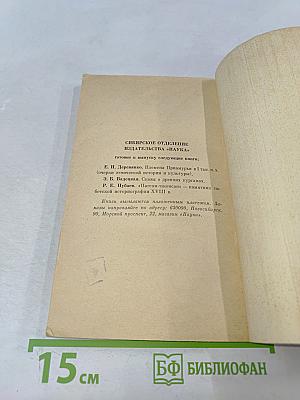 СИБИРСКОЕ ОТДЕЛЕНИЕ
ИЗДАТЕЛЬСТВА «НАУКА»
готовит к выпуску следующие книги:
Е. И. Деревянко. Племена Приамурья в I тыс. н. э.
(очерки этнической истории и культуры).
Э. Б. Вадецкая. Сказы о древних курганах.
Р. Е. Пубаев. «Пагсам-чжонсан» — памятник ти-
бетской историографии XVIII в.
Книги высылаются наложенным платежом. За-
казы направляйте по адресу: 630090, Новосибирск,
90, Морской проспект, 22, магазин «Наука».
15 СМ
БФ БИБЛИОФАН